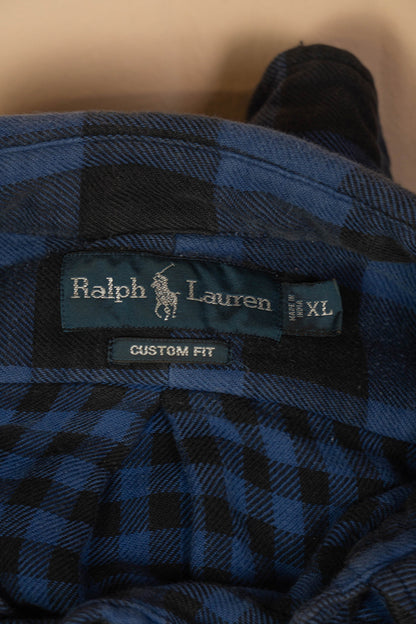 Ralph Lauren
MADE IN
INDIA
XL
CUSTOM FIT